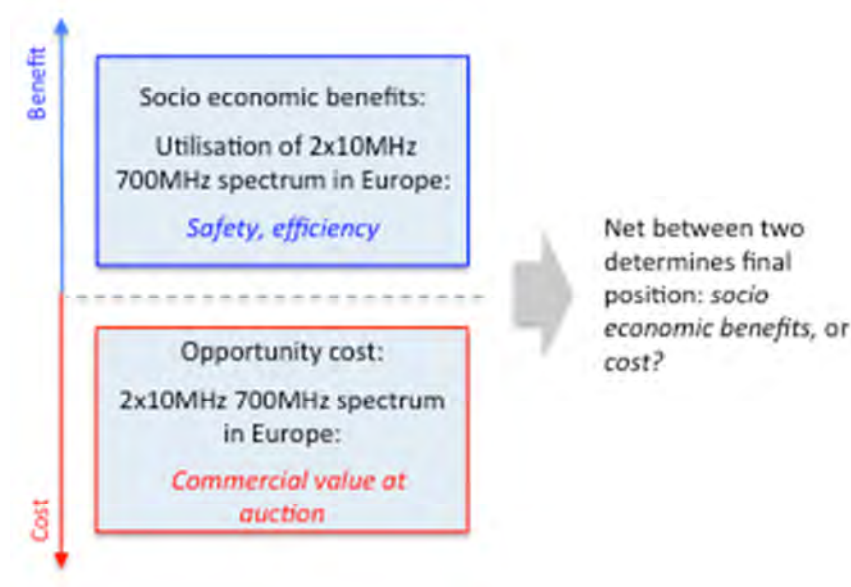 Benefit
Socio economic benefits:
Utilisation of 2x10MHz
700MHz spectrum in Europe:
Safety, efficiency
Net between two
determines final
position: socio
economic benefits, or
cost?
Opportunity cost:
2x10MHz 700MHz spectrum
in Europe:
Commercial value at
auction
Cost